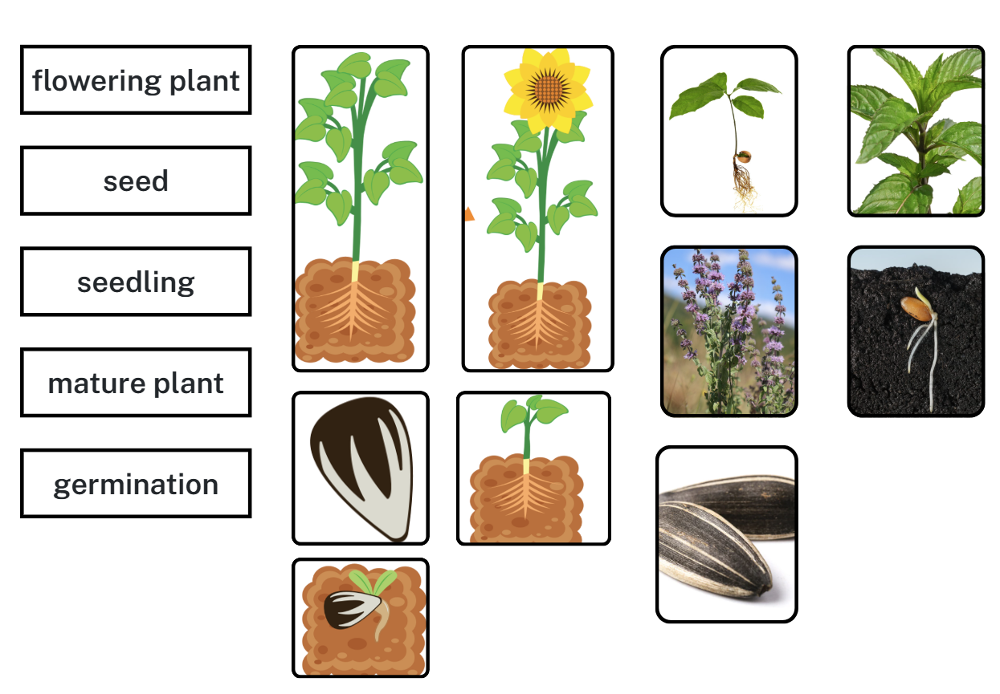 flowering plant
seed
seedling
mature plant
germination